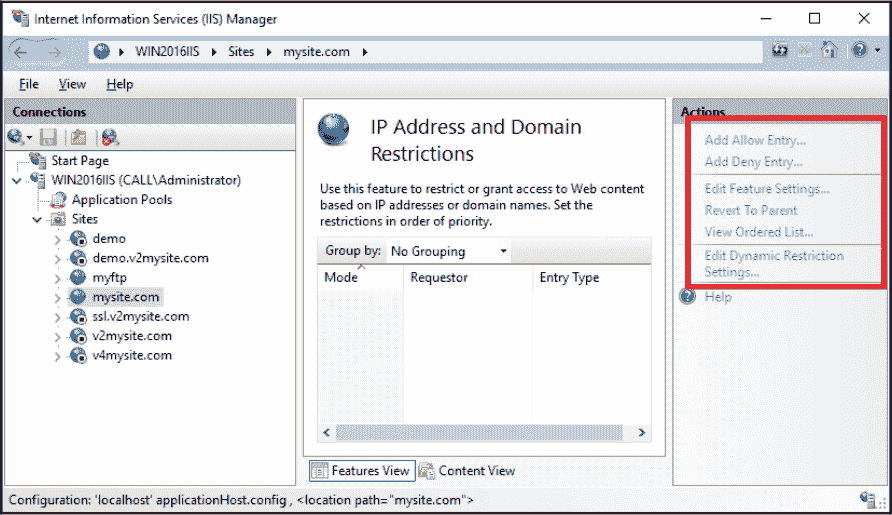 Internet Information Services (IIS) Manager
WIN2016IIS Sites mysite.com
File View Help
Connections
Start Page
WIN2016IIS (CALL\Administrator)
Application Pools
Sites
demo
demo.v2mysite.com
myftp
mysite.com
ssl.v2mysite.com
v2mysite.com
v4mysite.com
IP Address and Domain
Restrictions
Use this feature to restrict or grant access to Web content
based on IP addresses or domain names. Set the
restrictions in order of priority.
Group by: No Grouping
Mode Requestor Entry Type
Features View Content View
Actions
Add Allow Entry...
Add Deny Entry...
Edit Feature Settings...
Revert To Parent
View Ordered List...
Edit Dynamic Restriction
Settings...
Help
Configuration: 'localhost' applicationHost.config , <location path="mysite.com">